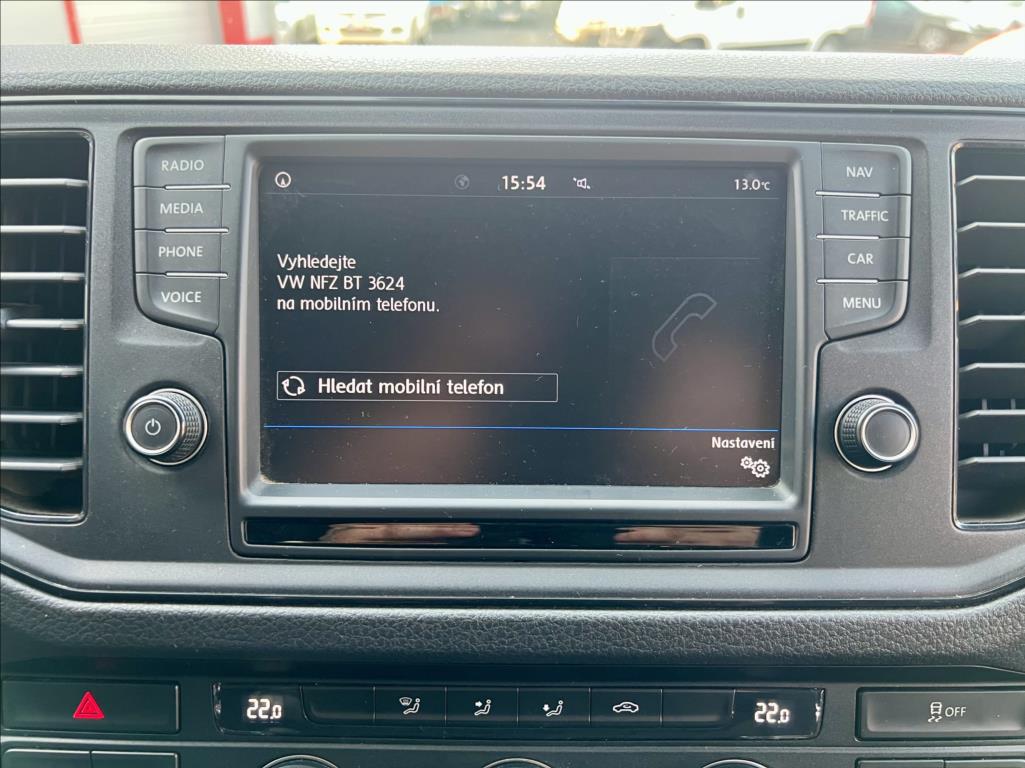 RADIO
MEDIA
PHONE
VOICE
15:54
13.0°C
Vyhledejte
VW NFZ BT 3624
na mobilním telefonu.
Hledat mobilní telefon
Nastavení
NAV
TRAFFIC
CAR
MENU
22.0
22.0
OFF